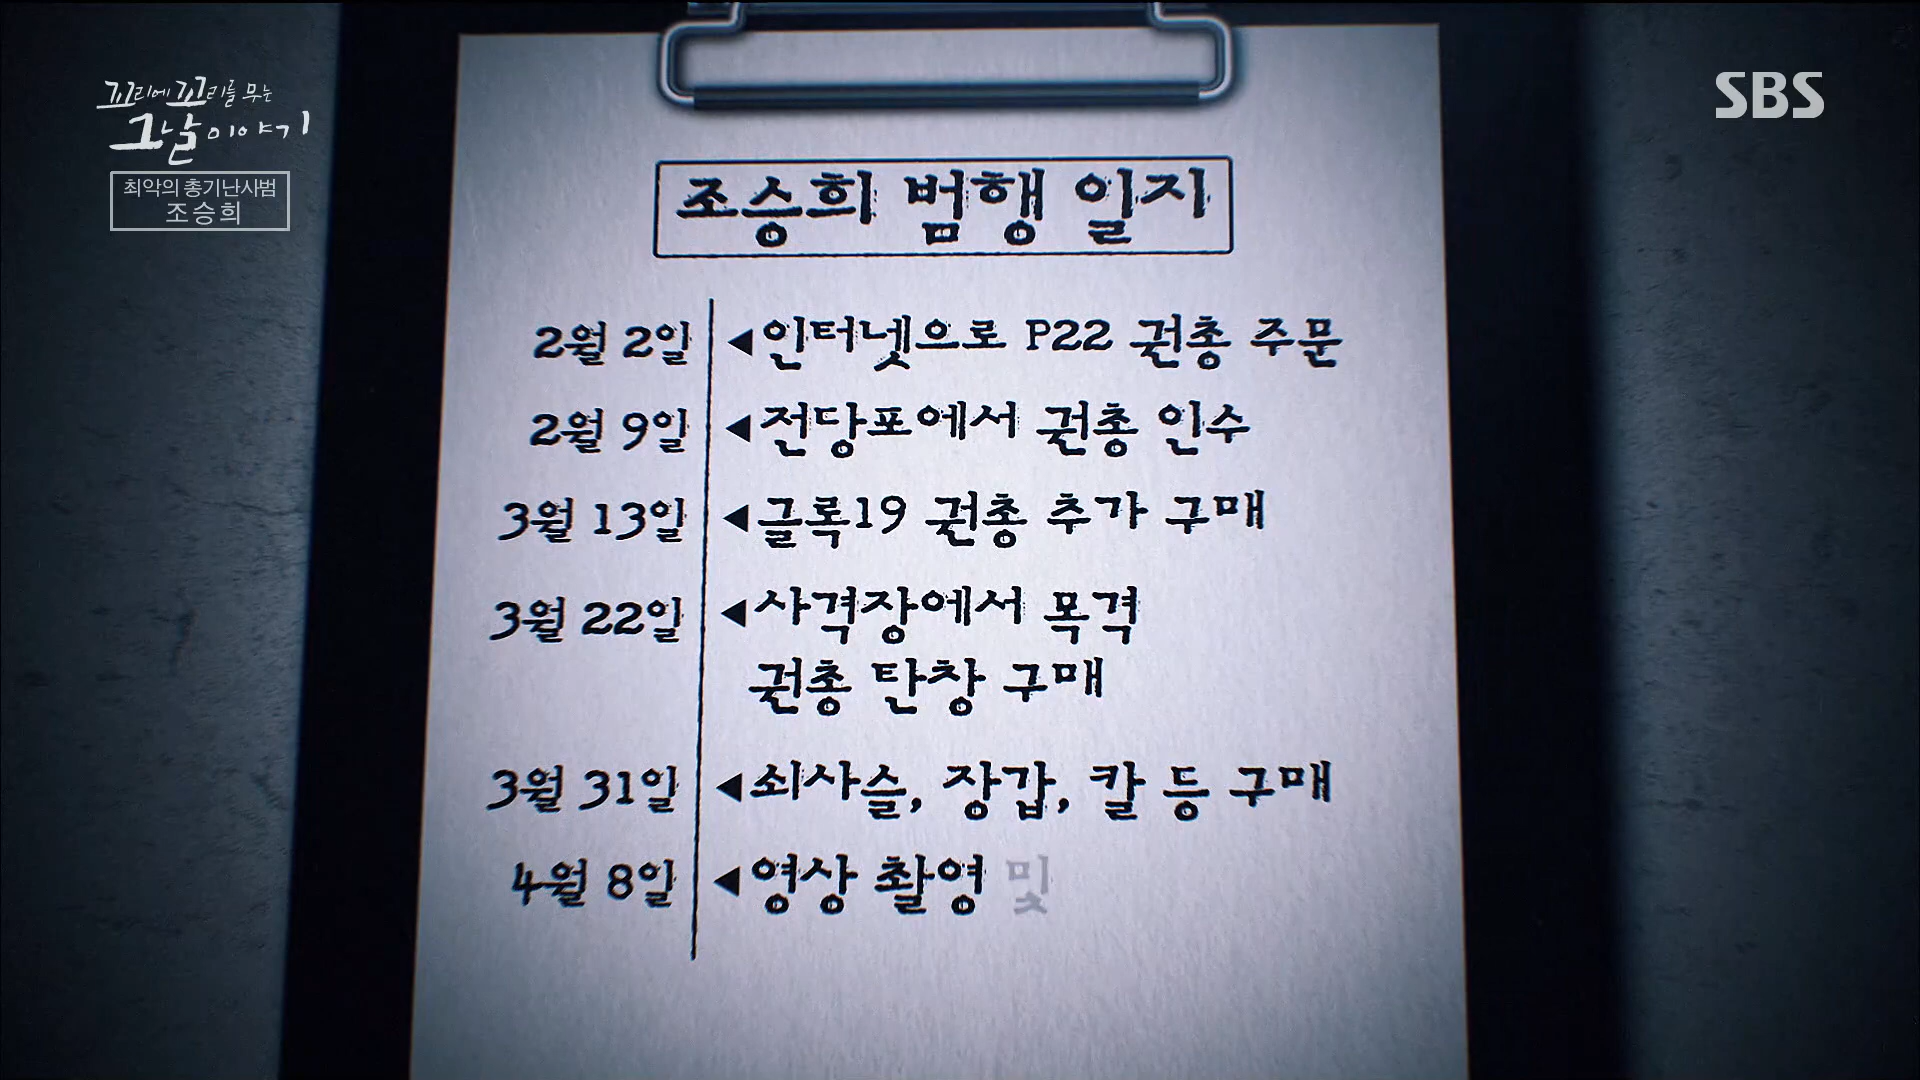 꼬리에 꼬리를 무는
그날 이야기
최악의 총기난사범
조승희
SBS
조승희 범행 일지
2월 2일 ◀인터넷으로 P22 권총 주문
2월 9일 ◀전당포에서 권총 인수
3월 13일 ◀글록19 권총 추가 구매
3월 22일 ◀사격장에서 목격
권총 탄창 구매
3월 31일 ◀쇠사슬, 장갑, 칼 등 구매
4월 8일 ◀영상 촬영 및